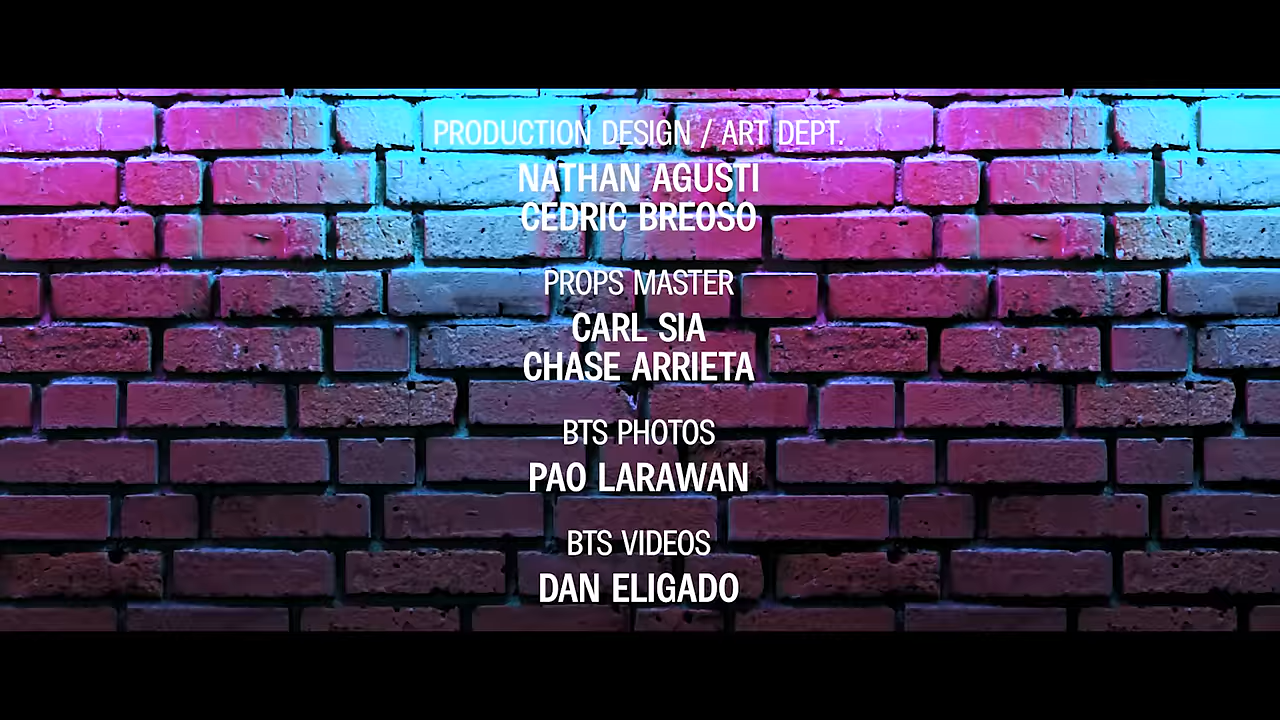 PRODUCTION DESIGN / ART DEPT.
NATHAN AGUSTI
CEDRIC BREOSO
PROPS MASTER
CARL SIA
CHASE ARRIETA
BTS PHOTOS
PAO LARAWAN
BTS VIDEOS
DAN ELIGADO